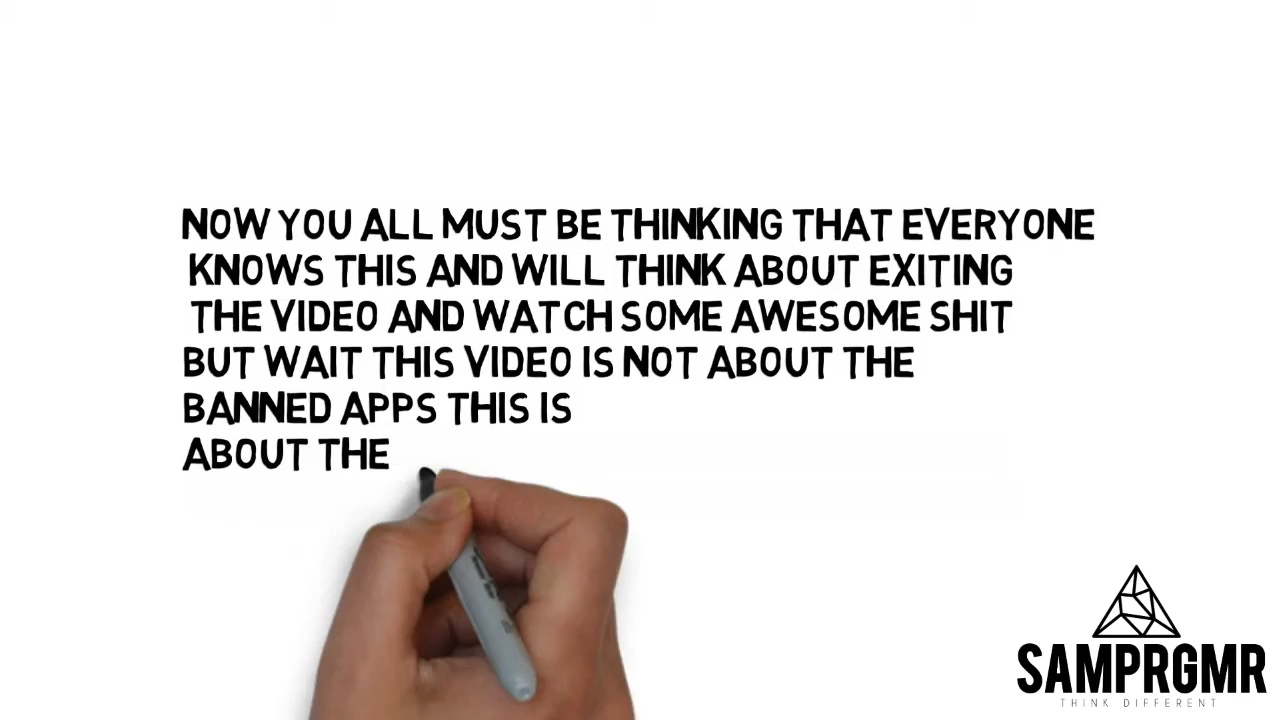 NOW YOU ALL MUST BE THINKING THAT EVERYONE
KNOWS THIS AND WILL THINK ABOUT EXITING
THE VIDEO AND WATCH SOME AWESOME SHIT
BUT WAIT THIS VIDEO IS NOT ABOUT THE
BANNED APPS THIS IS
ABOUT THE
SAMPRGMR
THINK DIFFERENT